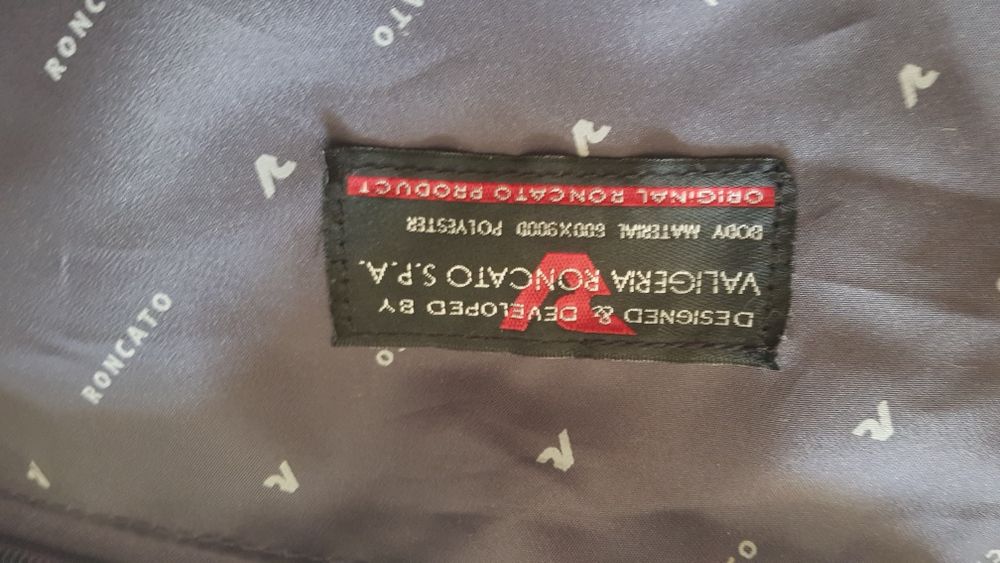 DESIGNED & DEVELOPED BY
VALIGERIA RONCATO S.P.A.
BODY MATERIAL 600X900D POLYESTER
ORIGINAL RONCATO PRODUCT
RONCATO